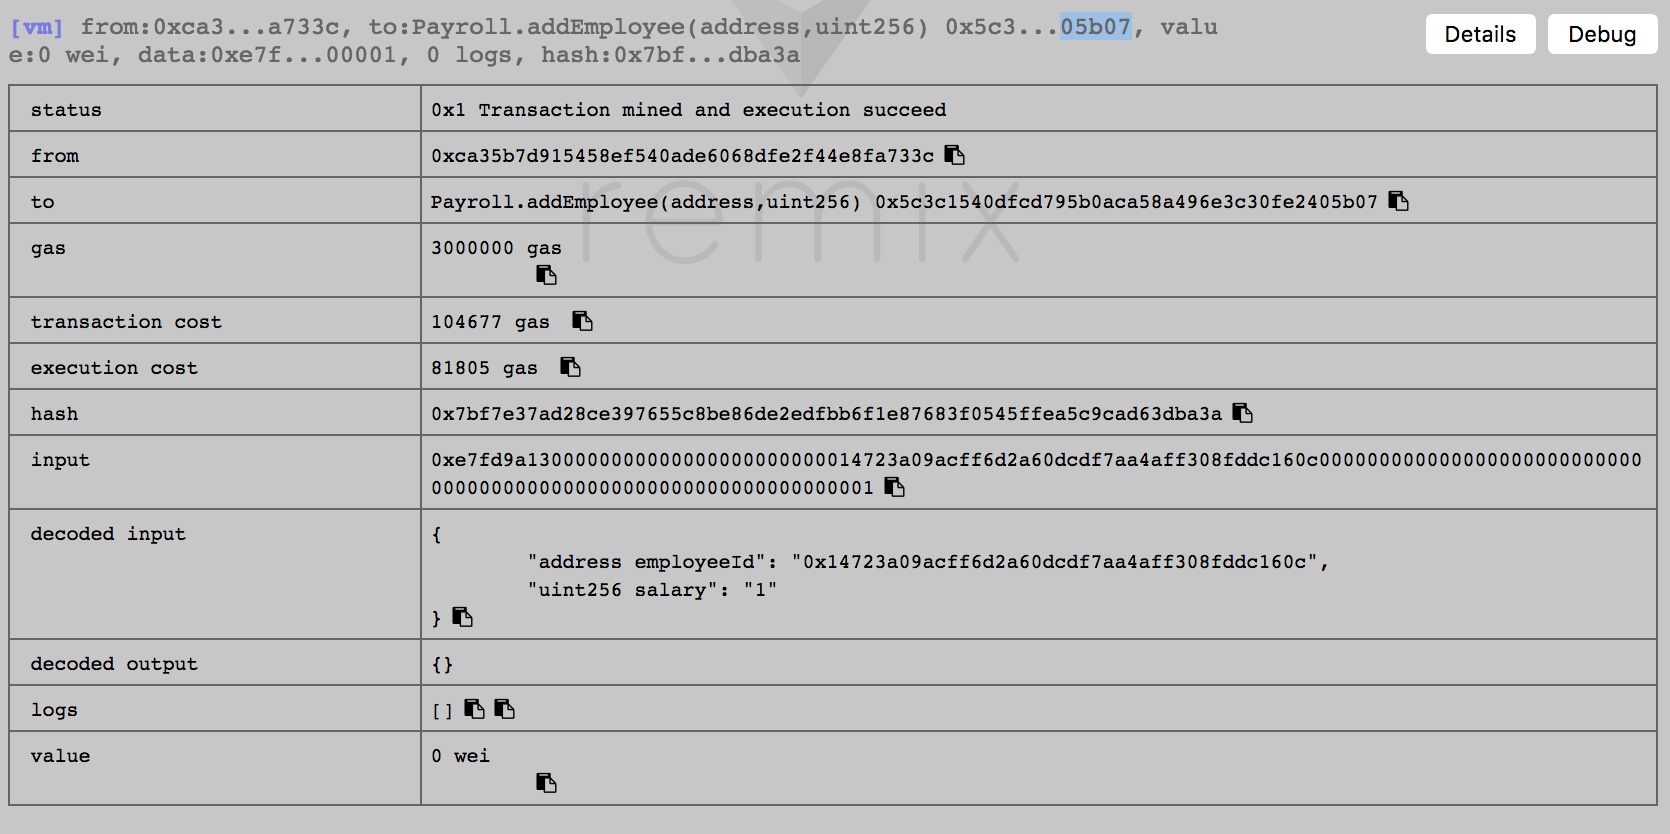 [vm] from:0xca3...a733c, to:Payroll.addEmployee(address,uint256) 0x5c3...05b07, valu
e:0 wei, data:0xe7f...00001, 0 logs, hash:0x7bf...dba3a
Details
Debug
status 0x1 Transaction mined and execution succeed
from 0xca35b7d915458ef540ade6068dfe2f44e8fa733c
to Payroll.addEmployee(address,uint256) 0x5c3c1540dfcd795b0aca58a496e3c30fe2405b07
remix
gas 3000000 gas
transaction cost 104677 gas
execution cost 81805 gas
hash 0x7bf7e37ad28ce397655c8be86de2edfbb6f1e87683f0545ffea5c9cad63dba3a
input 0xe7fd9a1300000000000000000000000014723a09acff6d2a60dcdf7aa4aff308fddc160c000000000000000000000000000
0000000000000000000000000000000000001
decoded input {
"address employeeId": "0x14723a09acff6d2a60dcdf7aa4aff308fddc160c",
"uint256 salary": "1"
}
decoded output {}
logs []
value 0 wei